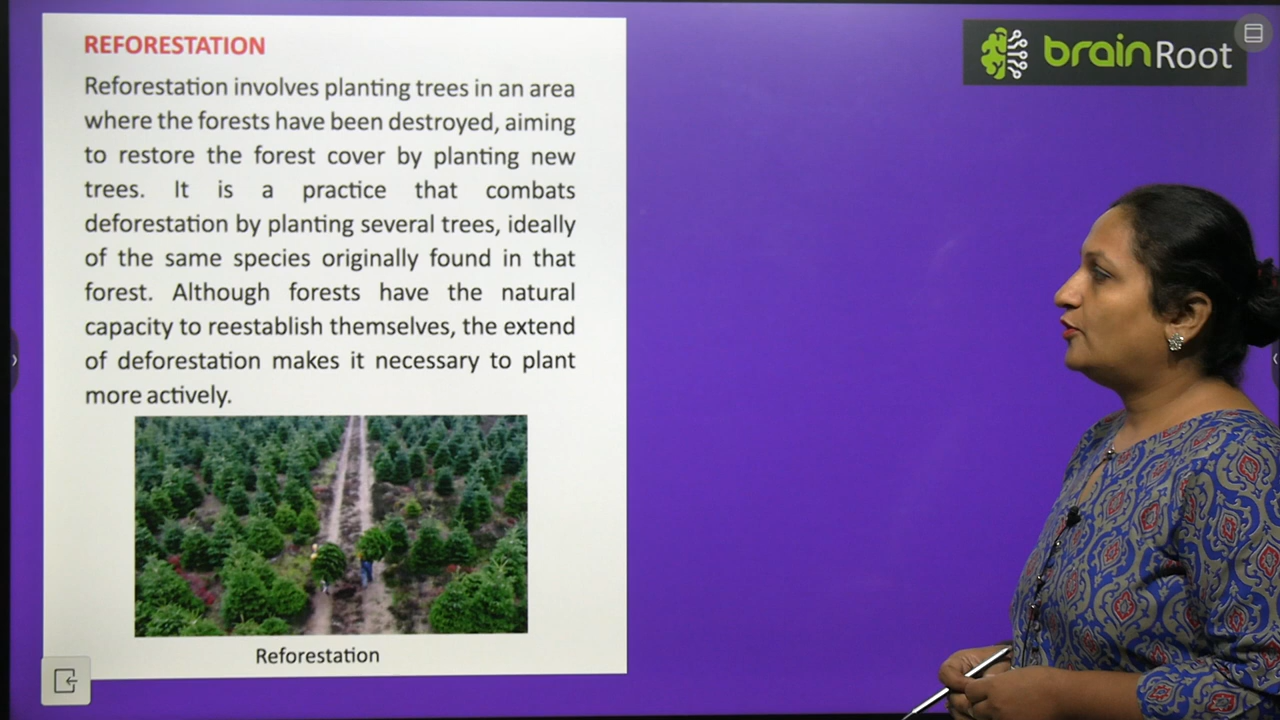 REFORESTATION
Reforestation involves planting trees in an area
where the forests have been destroyed, aiming
to restore the forest cover by planting new
trees. It is a practice that combats
deforestation by planting several trees, ideally
of the same species originally found in that
forest. Although forests have the natural
capacity to reestablish themselves, the extend
of deforestation makes it necessary to plant
more actively.
Reforestation
brainRoot